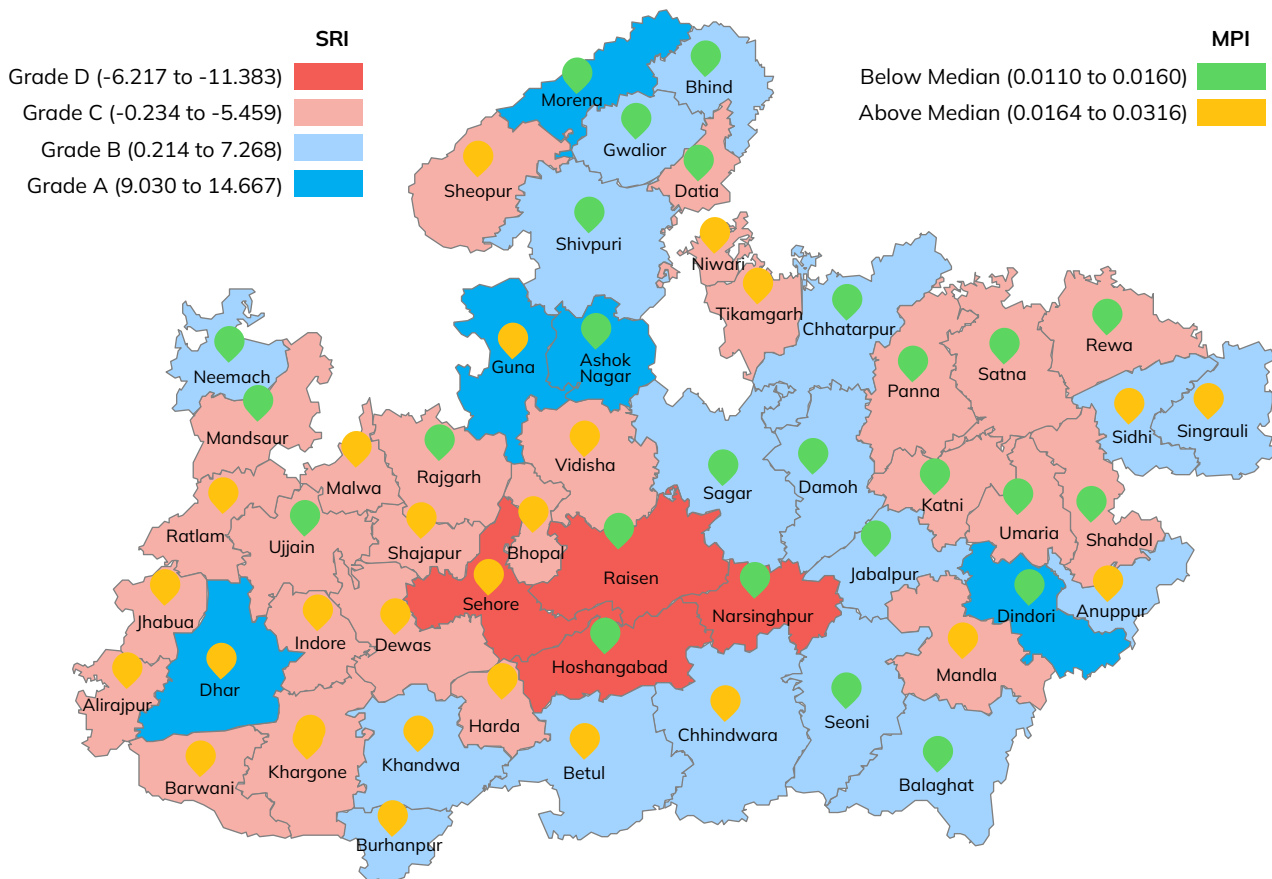 SRI
Grade D (-6.217 to -11.383)
Grade C (-0.234 to -5.459)
Grade B (0.214 to 7.268)
Grade A (9.030 to 14.667)
MPI
Below Median (0.0110 to 0.0160)
Above Median (0.0164 to 0.0316)
Morena
Bhind
Gwalior
Sheopur
Datia
Shivpuri
Niwari
Tikamgarh
Chhatarpur
Rewa
Ashok
Nagar
Guna
Neemach
Panna
Satna
Mandsaur
Sidhi
Singrauli
Malwa
Rajgarh
Vidisha
Sagar
Damoh
Katni
Ratlam
Ujjain
Shajapur
Bhopal
Umaria
Shahdol
Raisen
Jabalpur
Sehore
Narsinghpur
Dindori
Anuppur
Jhabua
Indore
Dewas
Hoshangabad
Mandla
Alirajpur
Dhar
Harda
Chhindwara
Seoni
Barwani
Khargone
Khandwa
Betul
Balaghat
Burhanpur